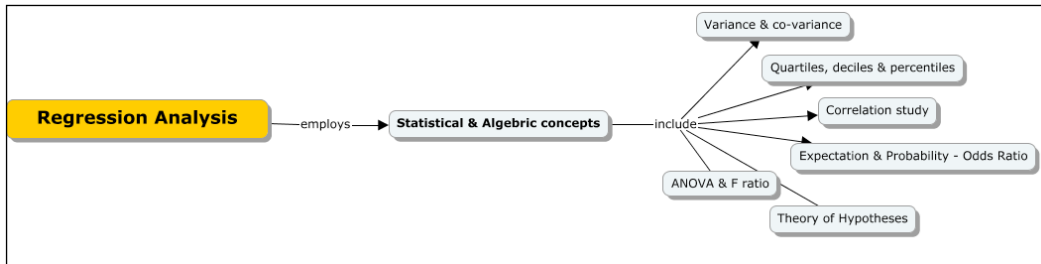 Variance & co-variance
Quartiles, deciles & percentiles
Regression Analysis
employs
Statistical & Algebric concepts
include
Correlation study
Expectation & Probability - Odds Ratio
ANOVA & F ratio
Theory of Hypotheses